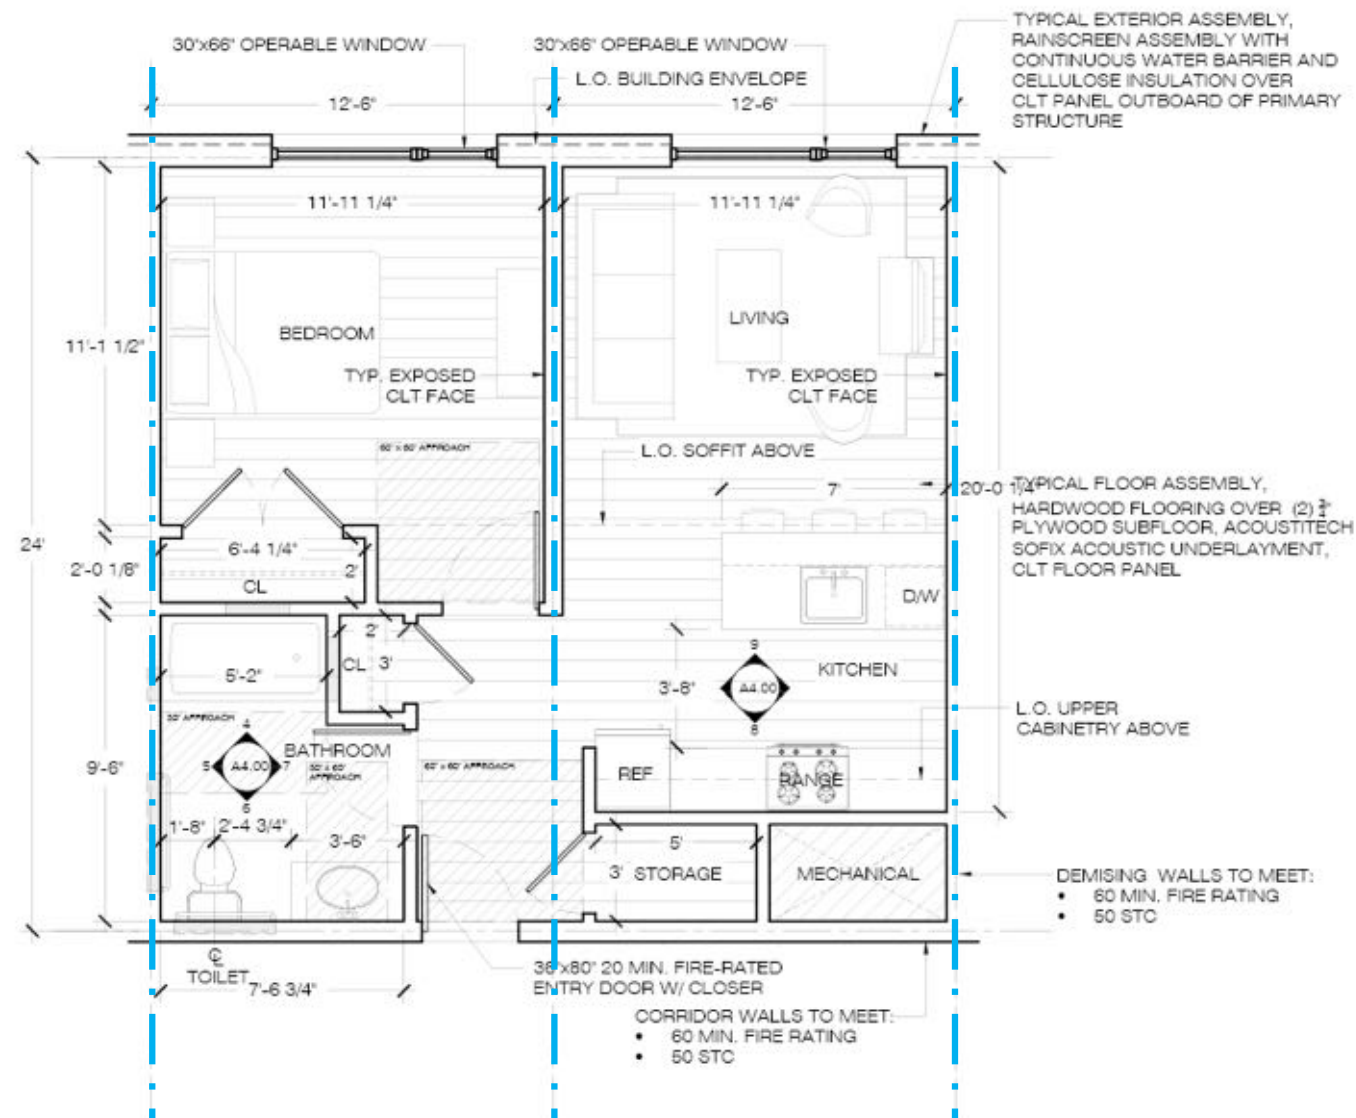 TYPICAL EXTERIOR ASSEMBLY,
RAINSCREEN ASSEMBLY WITH
CONTINUOUS WATER BARRIER AND
CELLULOSE INSULATION OVER
CLT PANEL OUTBOARD OF PRIMARY
STRUCTURE
30"x66" OPERABLE WINDOW
30"x66" OPERABLE WINDOW
L.O. BUILDING ENVELOPE
12'-6"
12'-6"
11'-11 1/4"
11'-11 1/4"
LIVING
BEDROOM
11'-1 1/2"
TYP. EXPOSED
CLT FACE
TYP. EXPOSED
CLT FACE
60" x 60" APPROACH
L.O. SOFFIT ABOVE
7'
20'-0 1/4"
TYPICAL FLOOR ASSEMBLY,
HARDWOOD FLOORING OVER (2) ¾"
PLYWOOD SUBFLOOR, ACOUSTITECH
SOFIX ACOUSTIC UNDERLAYMENT,
CLT FLOOR PANEL
24'
6'-4 1/4"
2'-0 1/8"
2'
CL
D/W
2'
CL
3'
5'-2"
9
KITCHEN
3'-8"
A4.00
8
L.O. UPPER
CABINETRY ABOVE
APPROACH
4
BATHROOM
5
A4.00
7
6
APPROACH
60" x 60" APPROACH
9'-6"
REF
RANGE
1'-8"
2'-4 3/4"
3'-6"
5'
3'
STORAGE
MECHANICAL
DEMISING WALLS TO MEET:
• 60 MIN. FIRE RATING
• 50 STC
℄
TOILET
7'-6 3/4"
36"x80" 20 MIN. FIRE-RATED
ENTRY DOOR W/ CLOSER
CORRIDOR WALLS TO MEET:
• 60 MIN. FIRE RATING
• 50 STC